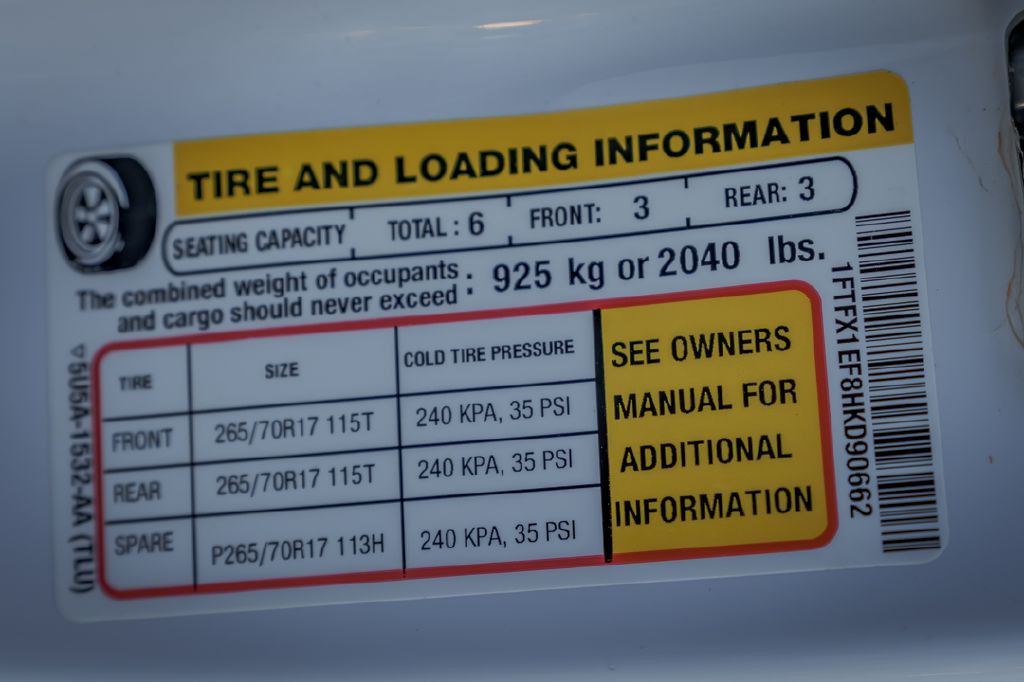 TIRE AND LOADING INFORMATION
SEATING CAPACITY TOTAL : 6 FRONT: 3 REAR: 3
The combined weight of occupants
and cargo should never exceed : 925 kg or 2040 lbs.
TIRE SIZE COLD TIRE PRESSURE
FRONT 265/70R17 115T 240 KPA, 35 PSI
REAR 265/70R17 115T 240 KPA, 35 PSI
SPARE P265/70R17 113H 240 KPA, 35 PSI
SEE OWNERS
MANUAL FOR
ADDITIONAL
INFORMATION
1FTFX1EF8HKD90662
▽5U5A-1532-AA (TLU)